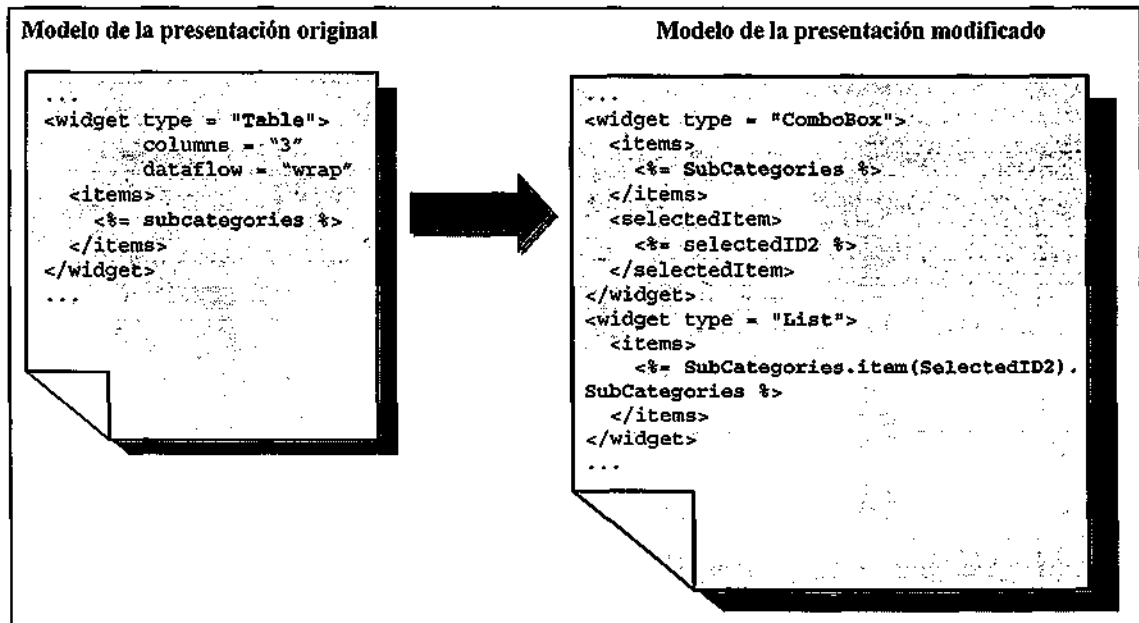 Modelo de la presentación original
...
<widget type = "Table">
columns = "3"
dataflow = "wrap"
<items>
<%= subcategories %>
</items>
</widget>
...
Modelo de la presentación modificado
...
<widget type = "ComboBox">
<items>
<%= SubCategories %>
</items>
<selectedItem>
<%= selectedID2 %>
</selectedItem>
</widget>
<widget type = "List">
<items>
<%= SubCategories.item(SelectedID2).
SubCategories %>
</items>
</widget>
...